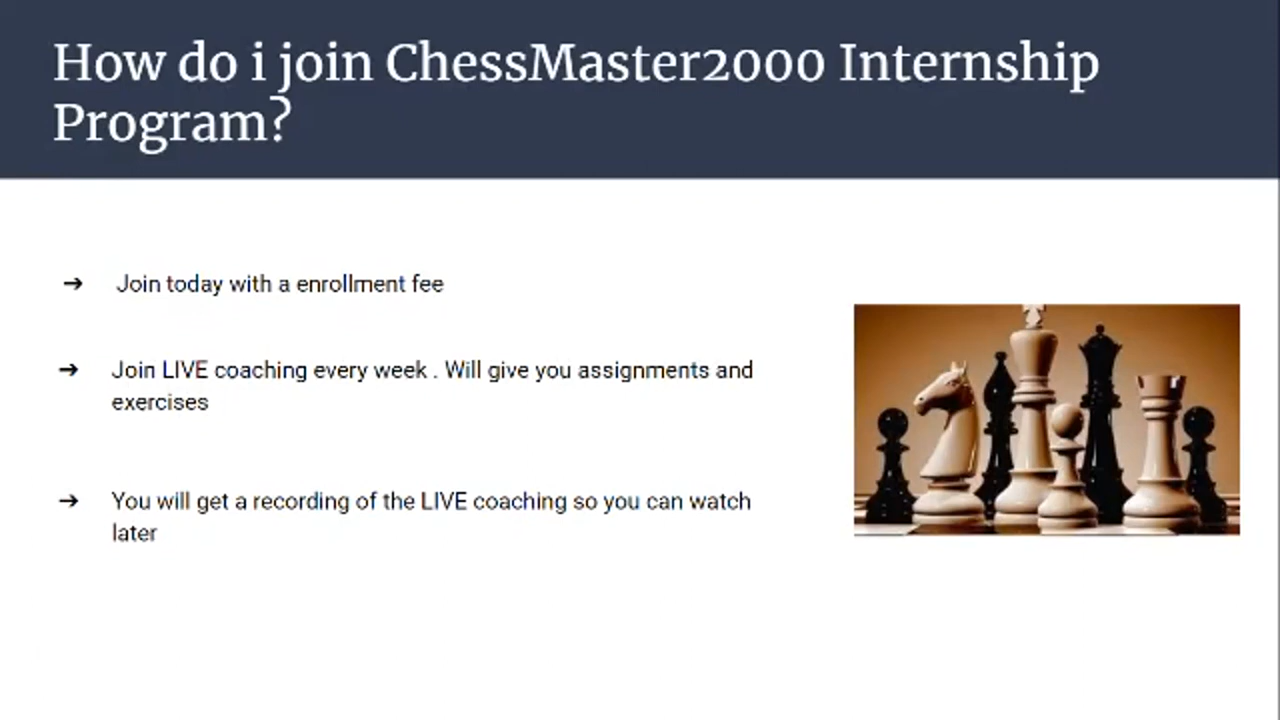 How do i join ChessMaster2000 Internship
Program?
➔ Join today with a enrollment fee
➔ Join LIVE coaching every week . Will give you assignments and
exercises
➔ You will get a recording of the LIVE coaching so you can watch
later